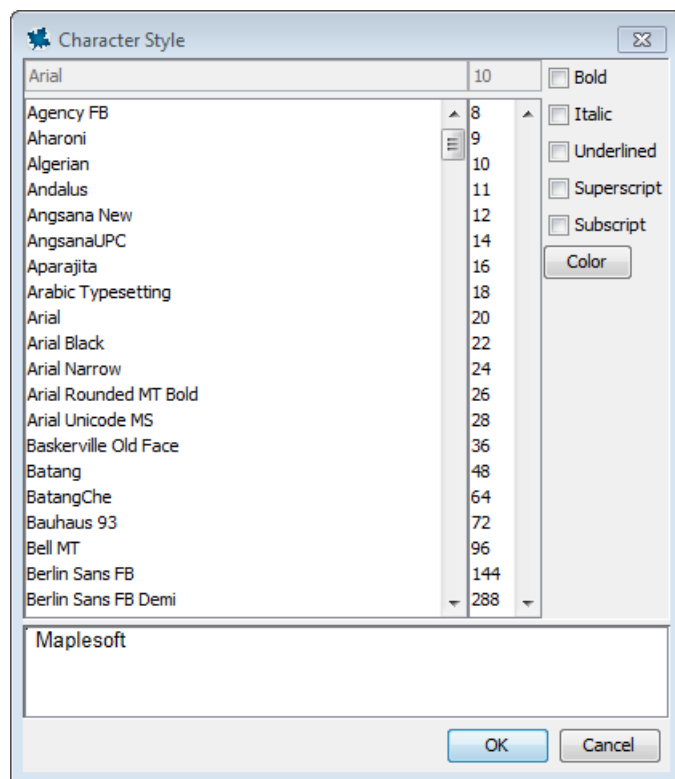 Character Style
Arial 10 Bold
Agency FB 8 Italic
Aharoni 9
Algerian 10 Underlined
Andalus 11 Superscript
Angsana New 12 Subscript
AngsanaUPC 14
Aparajita 16 Color
Arabic Typesetting 18
Arial 20
Arial Black 22
Arial Narrow 24
Arial Rounded MT Bold 26
Arial Unicode MS 28
Baskerville Old Face 36
Batang 48
BatangChe 64
Bauhaus 93 72
Bell MT 96
Berlin Sans FB 144
Berlin Sans FB Demi 288
Maplesoft
OK Cancel